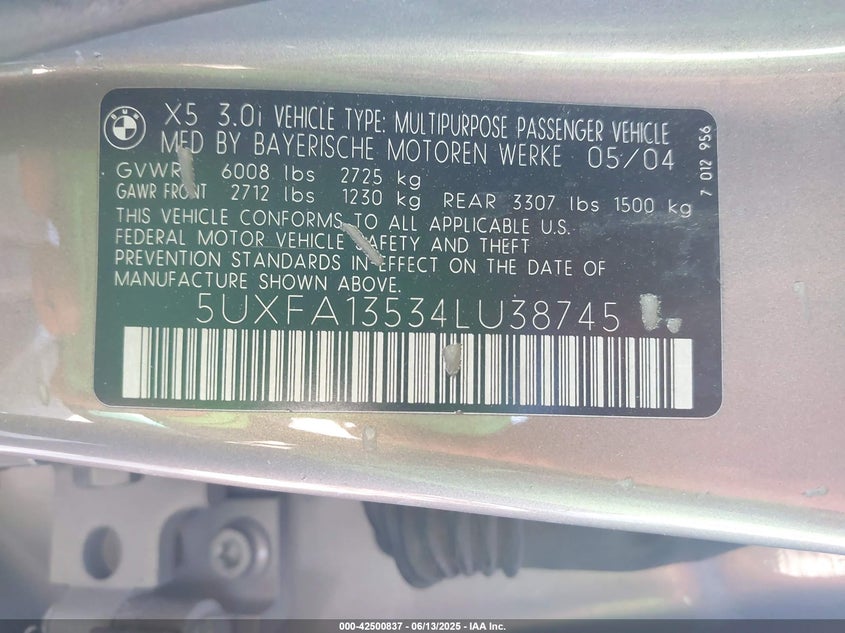 BMW
X5 3.0i VEHICLE TYPE: MULTIPURPOSE PASSENGER VEHICLE
MFD BY BAYERISCHE MOTOREN WERKE 05/04
GVWR 6008 lbs 2725 kg
GAWR FRONT 2712 lbs 1230 kg REAR 3307 lbs 1500 kg
THIS VEHICLE CONFORMS TO ALL APPLICABLE U.S.
FEDERAL MOTOR VEHICLE SAFETY AND THEFT
PREVENTION STANDARDS IN EFFECT ON THE DATE OF
MANUFACTURE SHOWN ABOVE.
5UXFA13534LU38745
7 012 956
000-42500837 - 06/13/2025 - IAA Inc.